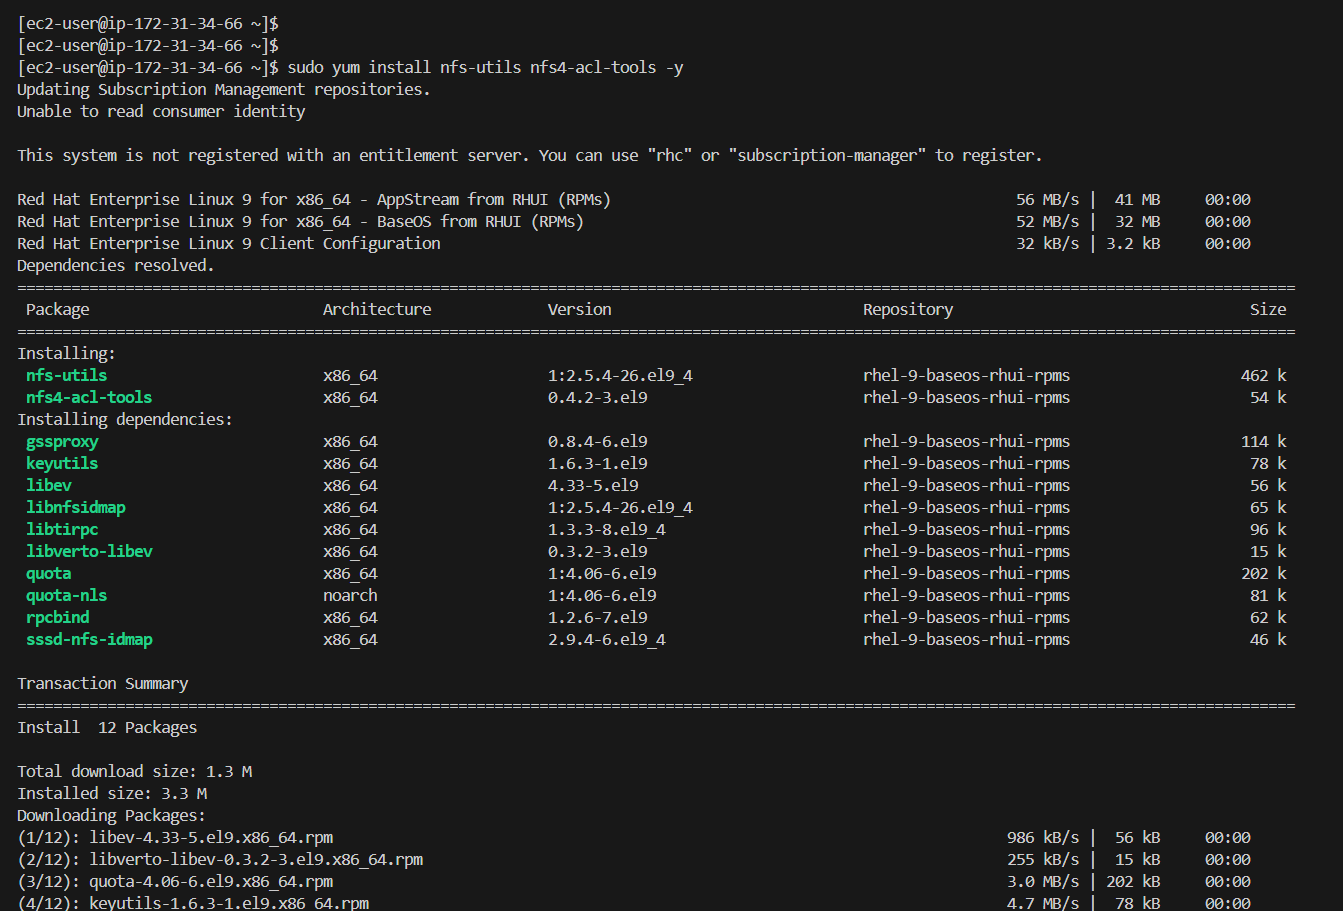 [ec2-user@ip-172-31-34-66 ~]$
[ec2-user@ip-172-31-34-66 ~]$
[ec2-user@ip-172-31-34-66 ~]$ sudo yum install nfs-utils nfs4-acl-tools -y
Updating Subscription Management repositories.
Unable to read consumer identity
This system is not registered with an entitlement server. You can use "rhc" or "subscription-manager" to register.
Red Hat Enterprise Linux 9 for x86_64 - AppStream from RHUI (RPMs) 56 MB/s | 41 MB 00:00
Red Hat Enterprise Linux 9 for x86_64 - BaseOS from RHUI (RPMs) 52 MB/s | 32 MB 00:00
Red Hat Enterprise Linux 9 Client Configuration 32 kB/s | 3.2 kB 00:00
Dependencies resolved.
================================================================================
Package Architecture Version Repository Size
================================================================================
Installing:
nfs-utils x86_64 1:2.5.4-26.el9_4 rhel-9-baseos-rhui-rpms 462 k
nfs4-acl-tools x86_64 0.4.2-3.el9 rhel-9-baseos-rhui-rpms 54 k
Installing dependencies:
gssproxy x86_64 0.8.4-6.el9 rhel-9-baseos-rhui-rpms 114 k
keyutils x86_64 1.6.3-1.el9 rhel-9-baseos-rhui-rpms 78 k
libev x86_64 4.33-5.el9 rhel-9-baseos-rhui-rpms 56 k
libnfsidmap x86_64 1:2.5.4-26.el9_4 rhel-9-baseos-rhui-rpms 65 k
libtirpc x86_64 1.3.3-8.el9_4 rhel-9-baseos-rhui-rpms 96 k
libverto-libev x86_64 0.3.2-3.el9 rhel-9-baseos-rhui-rpms 15 k
quota x86_64 1:4.06-6.el9 rhel-9-baseos-rhui-rpms 202 k
quota-nls noarch 1:4.06-6.el9 rhel-9-baseos-rhui-rpms 81 k
rpcbind x86_64 1.2.6-7.el9 rhel-9-baseos-rhui-rpms 62 k
sssd-nfs-idmap x86_64 2.9.4-6.el9_4 rhel-9-baseos-rhui-rpms 46 k
Transaction Summary
================================================================================
Install 12 Packages
Total download size: 1.3 M
Installed size: 3.3 M
Downloading Packages:
(1/12): libev-4.33-5.el9.x86_64.rpm 986 kB/s | 56 kB 00:00
(2/12): libverto-libev-0.3.2-3.el9.x86_64.rpm 255 kB/s | 15 kB 00:00
(3/12): quota-4.06-6.el9.x86_64.rpm 3.0 MB/s | 202 kB 00:00
(4/12): keyutils-1.6.3-1.el9.x86_64.rpm 4.7 MB/s | 78 kB 00:00